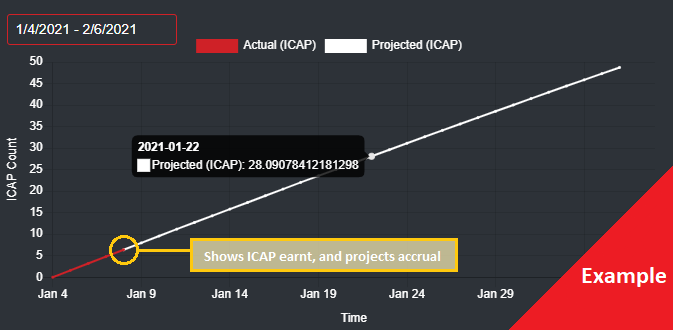 1/4/2021 - 2/6/2021
Actual (ICAP) Projected (ICAP)
50
45
40
35
30
25
20
15
10
5
0
ICAP Count
2021-01-22
Projected (ICAP): 28.09078412181298
Shows ICAP earnt, and projects accrual
Example
Jan 4 Jan 9 Jan 14 Jan 19 Jan 24 Jan 29
Time